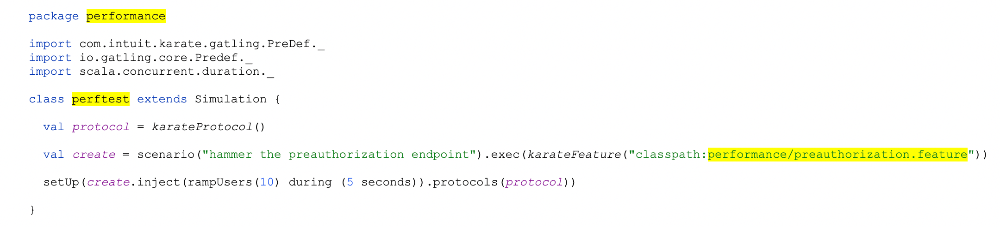 package performance
import com.intuit.karate.gatling.PreDef._
import io.gatling.core.Predef._
import scala.concurrent.duration._
class perftest extends Simulation {
val protocol = karateProtocol()
val create = scenario("hammer the preauthorization endpoint").exec(karateFeature("classpath:performance/preauthorization.feature"))
setUp(create.inject(rampUsers(10) during (5 seconds)).protocols(protocol))
}